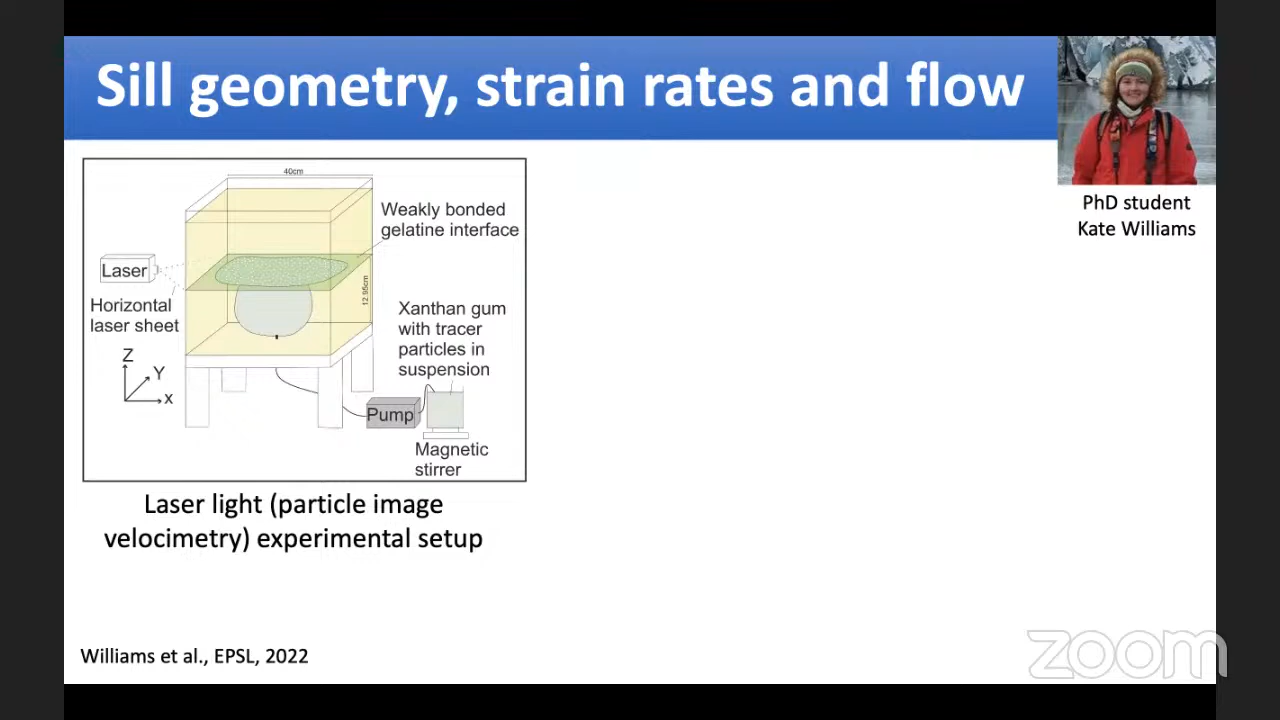 Sill geometry, strain rates and flow
PhD student
Kate Williams
40cm
Weakly bonded
gelatine interface
Laser
Horizontal
laser sheet
12.95cm
Xanthan gum
with tracer
particles in
suspension
Z
Y
x
Pump
Magnetic
stirrer
Laser light (particle image
velocimetry) experimental setup
Williams et al., EPSL, 2022
zoom